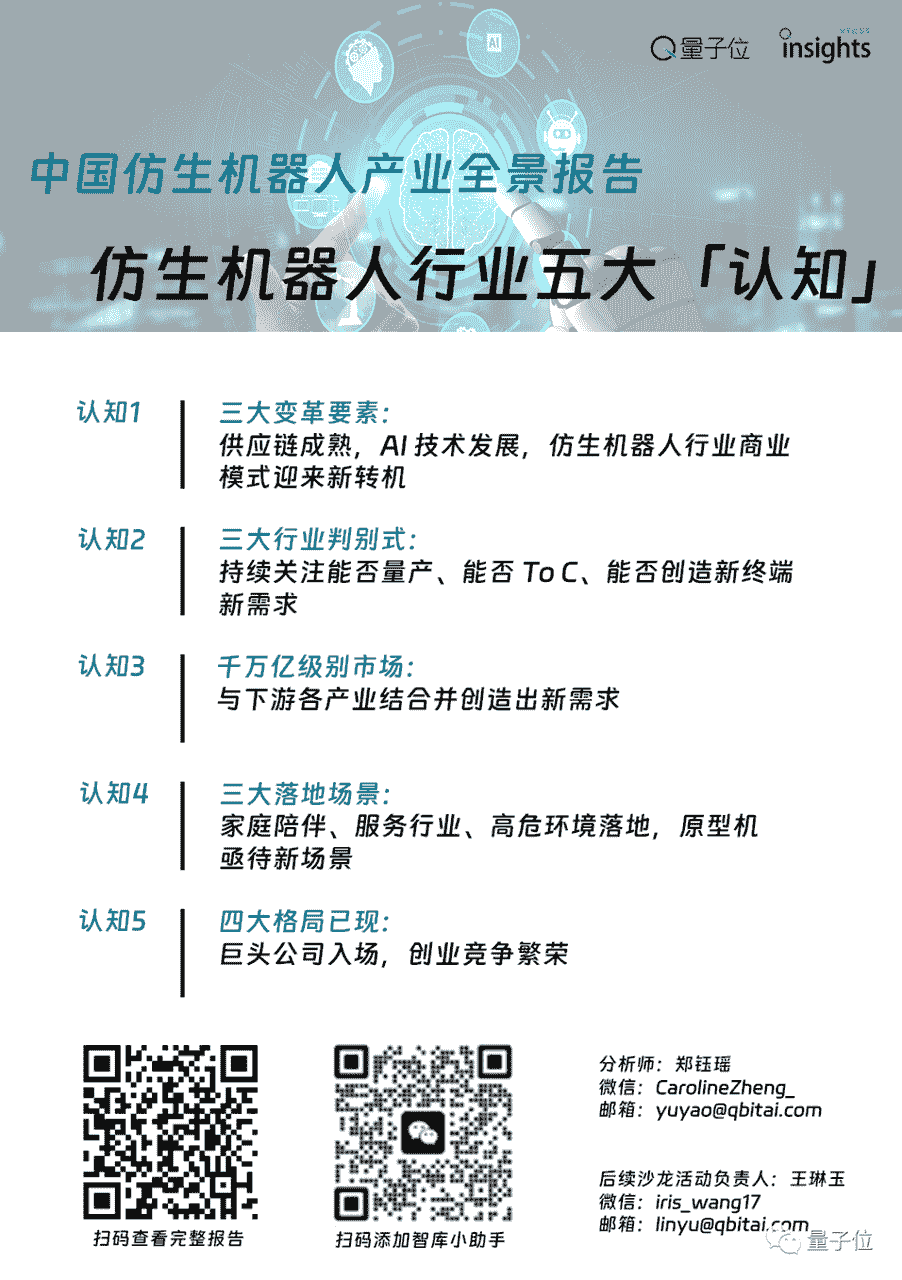 量子位 insights
AI
中国仿生机器人产业全景报告
仿生机器人行业五大「认知」
认知1
三大变革要素：
供应链成熟，AI 技术发展，仿生机器人行业商业
模式迎来新转机
认知2
三大行业判别式：
持续关注能否量产、能否 To C、能否创造新终端
新需求
认知3
千万亿级别市场：
与下游各产业结合并创造出新需求
认知4
三大落地场景：
家庭陪伴、服务行业、高危环境落地，原型机
亟待新场景
认知5
四大格局已现：
巨头公司入场，创业竞争繁荣
扫码查看完整报告
扫码添加智库小助手
分析师：郑钰瑶
微信：CarolineZheng_
邮箱：yuyao@qbitai.com
后续沙龙活动负责人：王琳玉
微信：iris_wang17
邮箱：linyu@qbitai.com
量子位